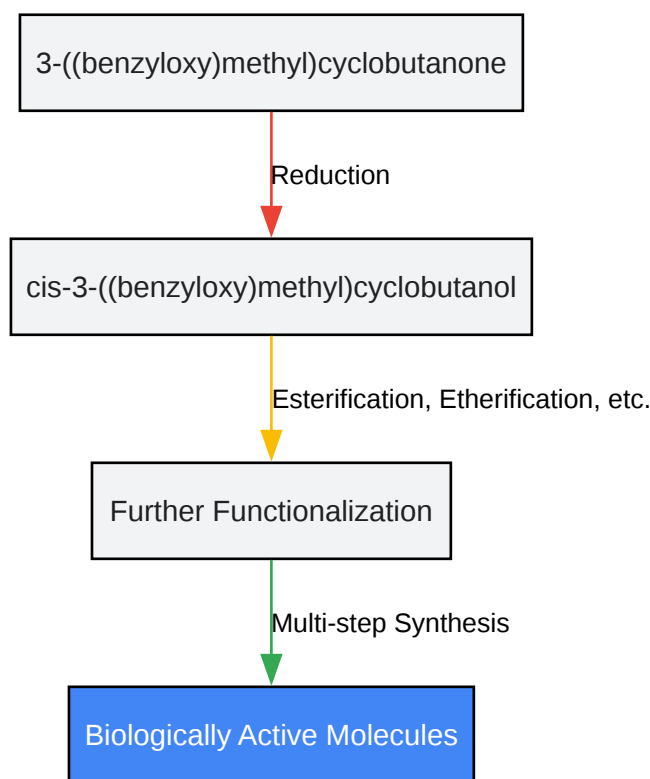 3-((benzyloxy)methyl)cyclobutanone
Reduction
cis-3-((benzyloxy)methyl)cyclobutanol
Esterification, Etherification, etc.
Further Functionalization
Multi-step Synthesis
Biologically Active Molecules